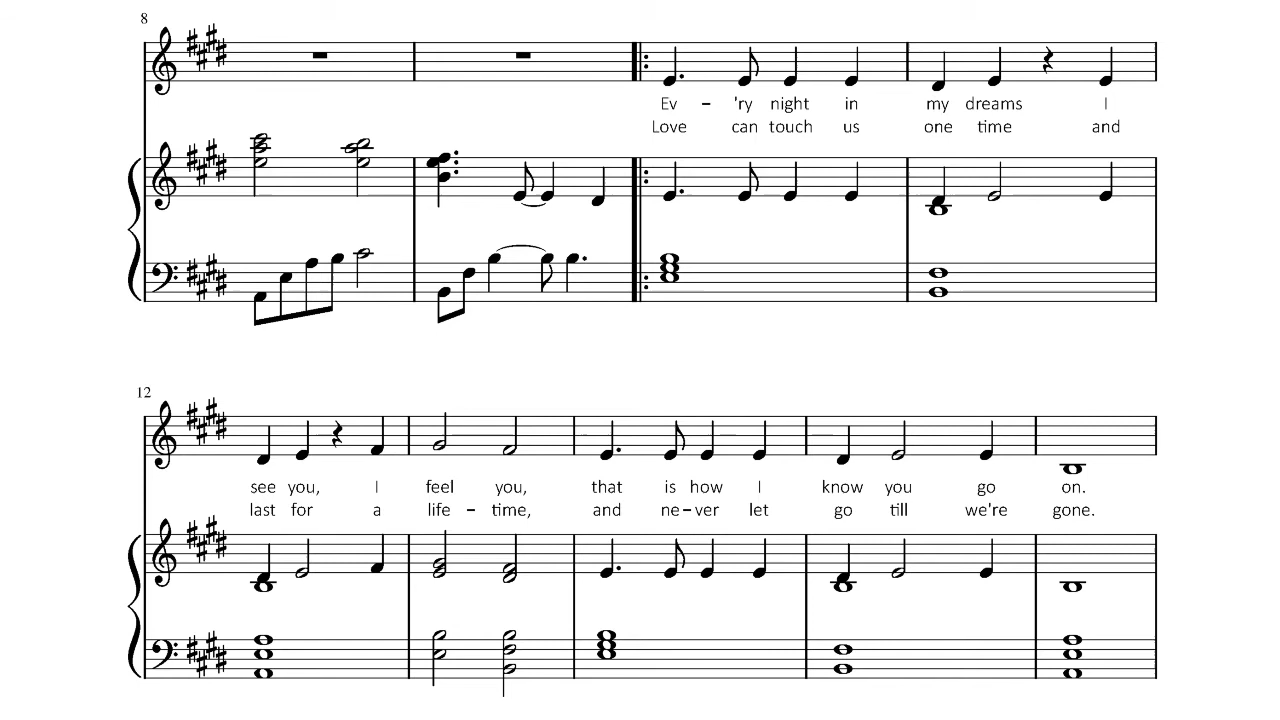 8
Ev – 'ry night in my dreams I
Love can touch us one time and
12
see you, I feel you, that is how I know you go on.
last for a life – time, and ne – ver let go till we're gone.